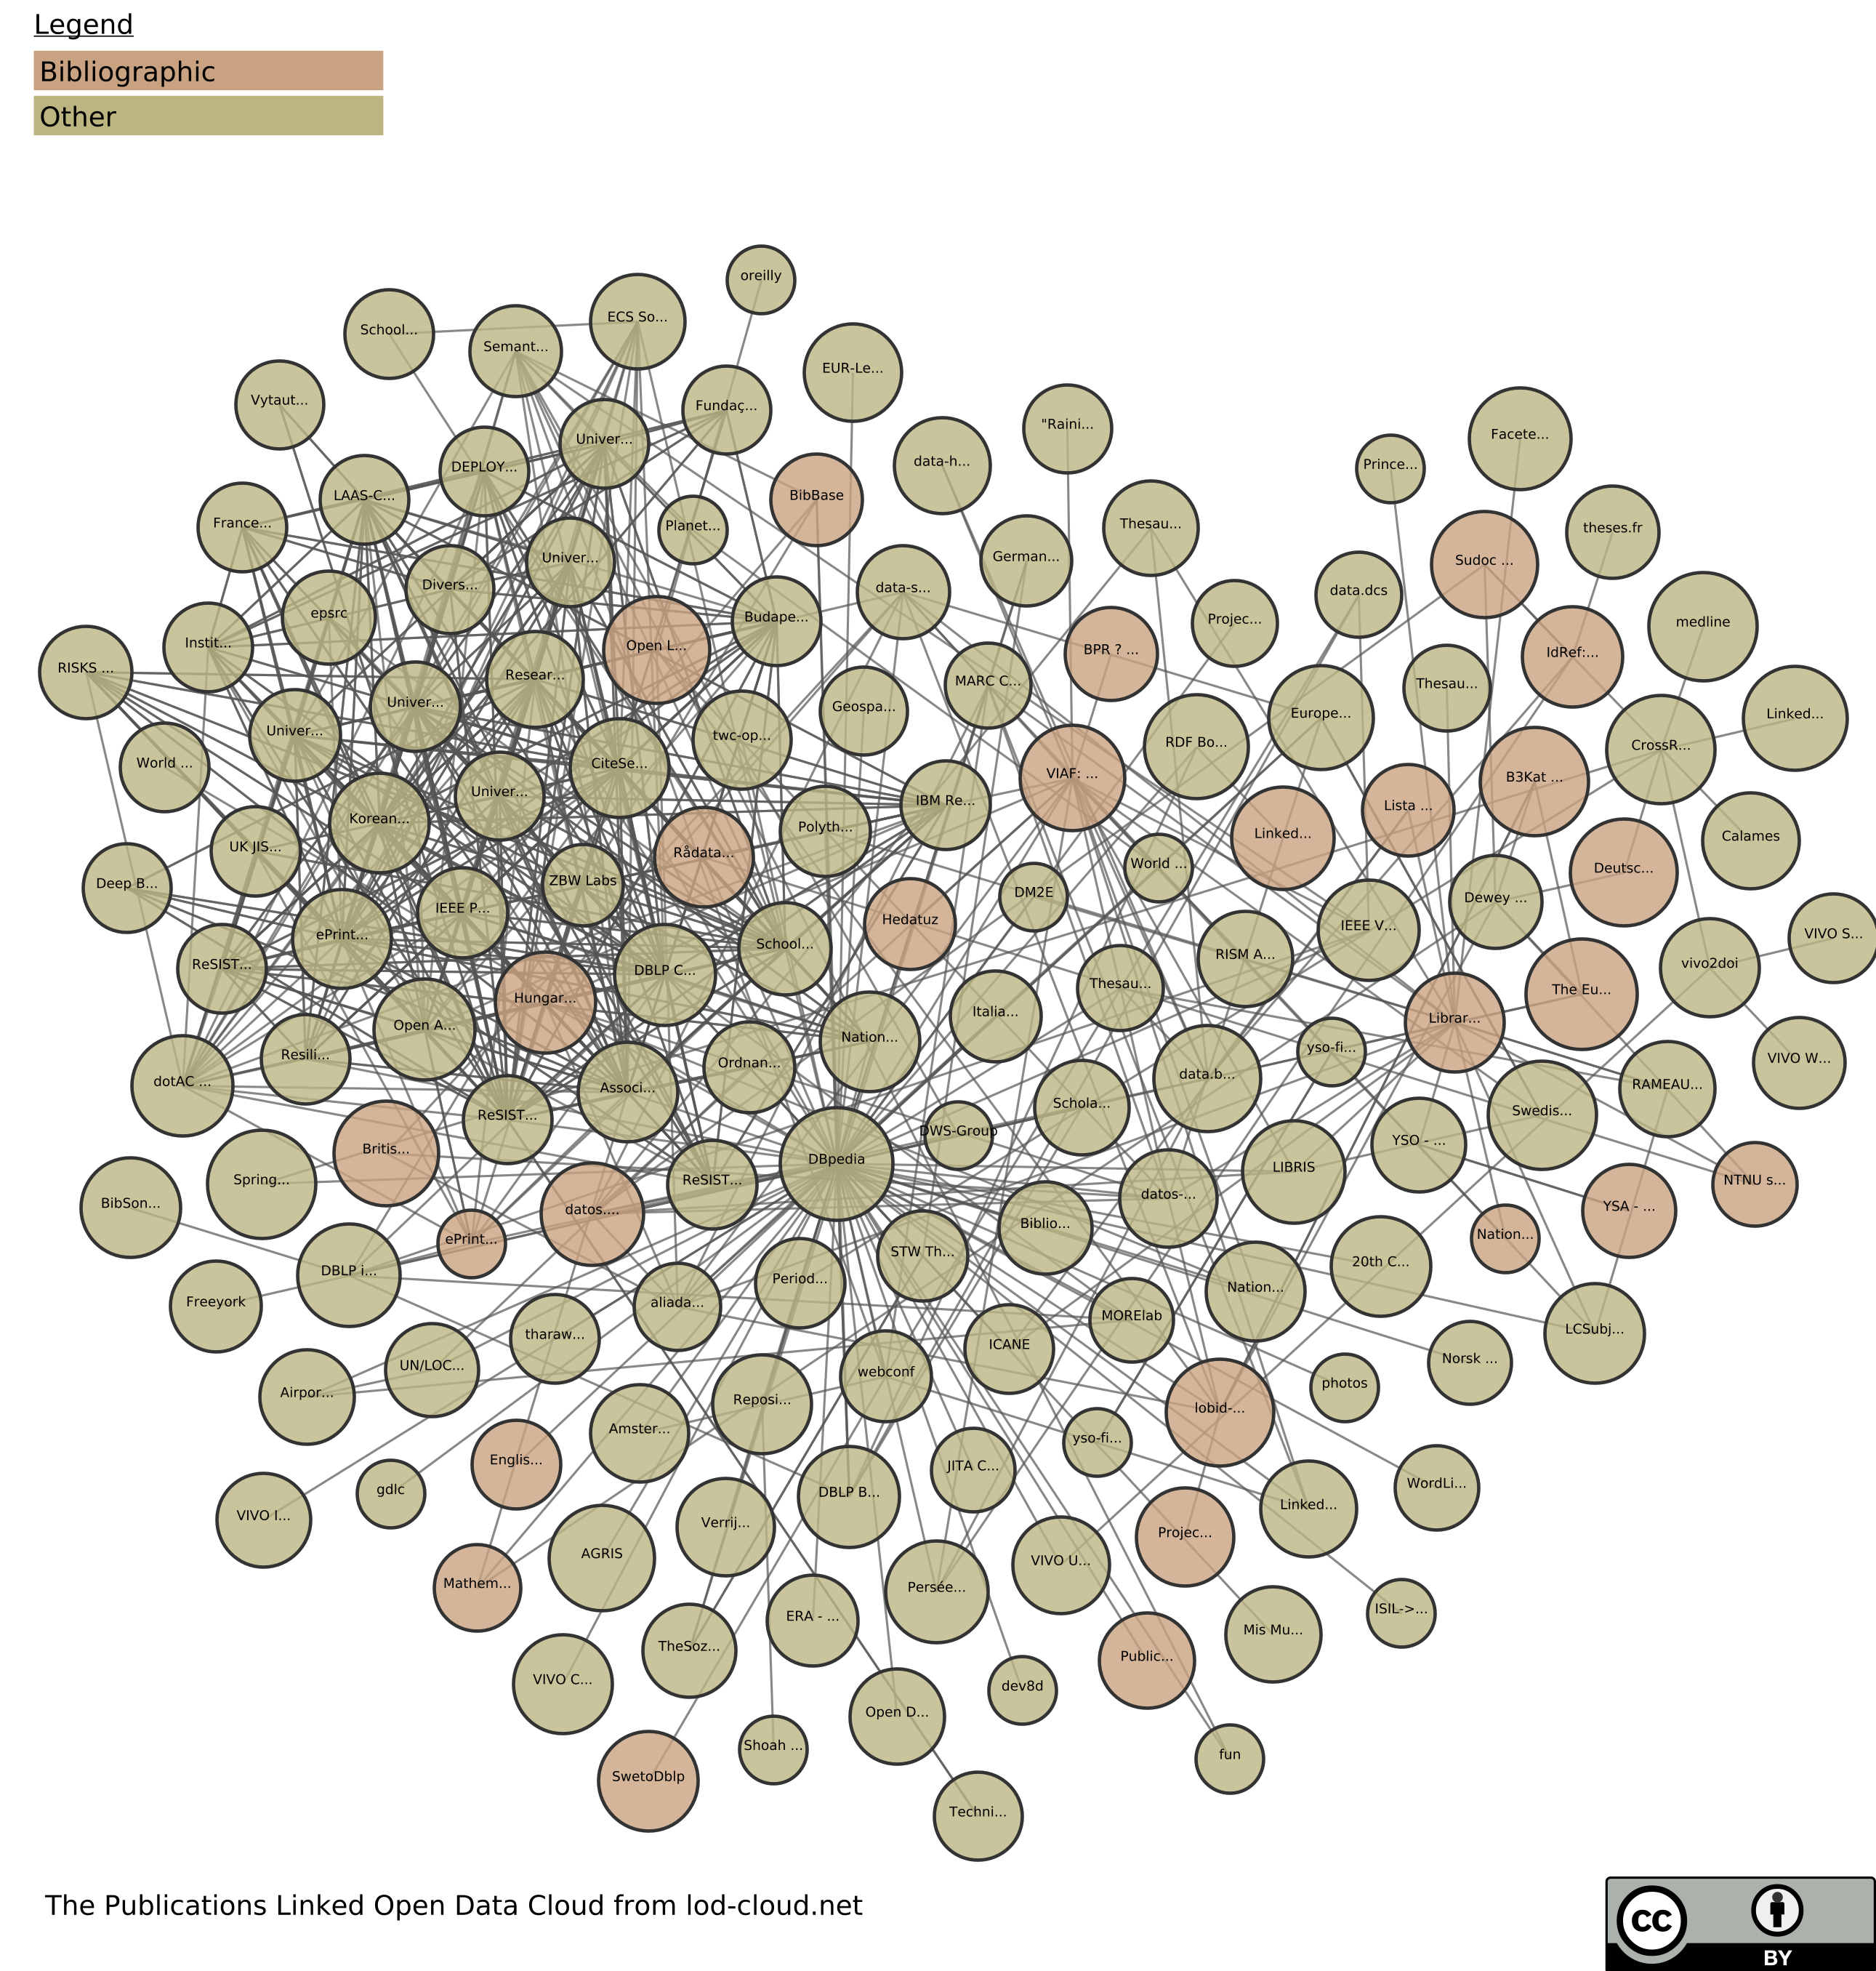 Legend
Bibliographic
Other
oreilly
School...
Semant...
ECS So...
EUR-Le...
Vytaut...
Fundaç...
"Raini...
Facete...
Univer...
DEPLOY...
data-h...
Prince...
LAAS-C...
BibBase
France...
Planet...
Thesau...
theses.fr
Univer...
German...
Sudoc ...
Divers...
data-s...
data.dcs
epsrc
Budape...
Projec...
medline
Instit...
Open L...
BPR ? ...
IdRef:...
RISKS ...
Resear...
MARC C...
Thesau...
Univer...
Geospa...
Europe...
Linked...
Univer...
twc-op...
RDF Bo...
CrossR...
World ...
CiteSe...
VIAF: ...
B3Kat ...
Univer...
IBM Re...
Lista ...
Korean...
Polyth...
Linked...
Calames
UK JIS...
Rådata...
World ...
Deutsc...
Deep B...
ZBW Labs
DM2E
Dewey ...
IEEE P...
Hedatuz
IEEE V...
ePrint...
School...
RISM A...
VIVO S...
ReSIST...
DBLP C...
Thesau...
vivo2doi
Hungar...
Italia...
The Eu...
Open A...
Nation...
Librar...
Resili...
Ordnan...
yso-fi...
VIVO W...
dotAC ...
Associ...
data.b...
RAMEAU...
ReSIST...
Schola...
Swedis...
Britis...
DWS-Group
YSO - ...
Spring...
DBpedia
LIBRIS
ReSIST...
NTNU s...
BibSon...
datos....
datos-...
YSA - ...
ePrint...
Biblio...
Nation...
DBLP i...
STW Th...
20th C...
Freeyork
aliada...
Period...
Nation...
tharaw...
MORElab
LCSubj...
UN/LOC...
ICANE
Norsk ...
Airpor...
webconf
photos
Amster...
Reposi...
lobid-...
Englis...
yso-fi...
gdlc
JITA C...
WordLi...
VIVO I...
Verrij...
DBLP B...
Linked...
AGRIS
Projec...
Mathem...
Persée...
VIVO U...
TheSoz...
ERA - ...
Mis Mu...
ISIL->...
VIVO C...
Public...
Open D...
dev8d
SwetoDblp
Shoah ...
fun
Techni...
The Publications Linked Open Data Cloud from lod-cloud.net
cc
BY